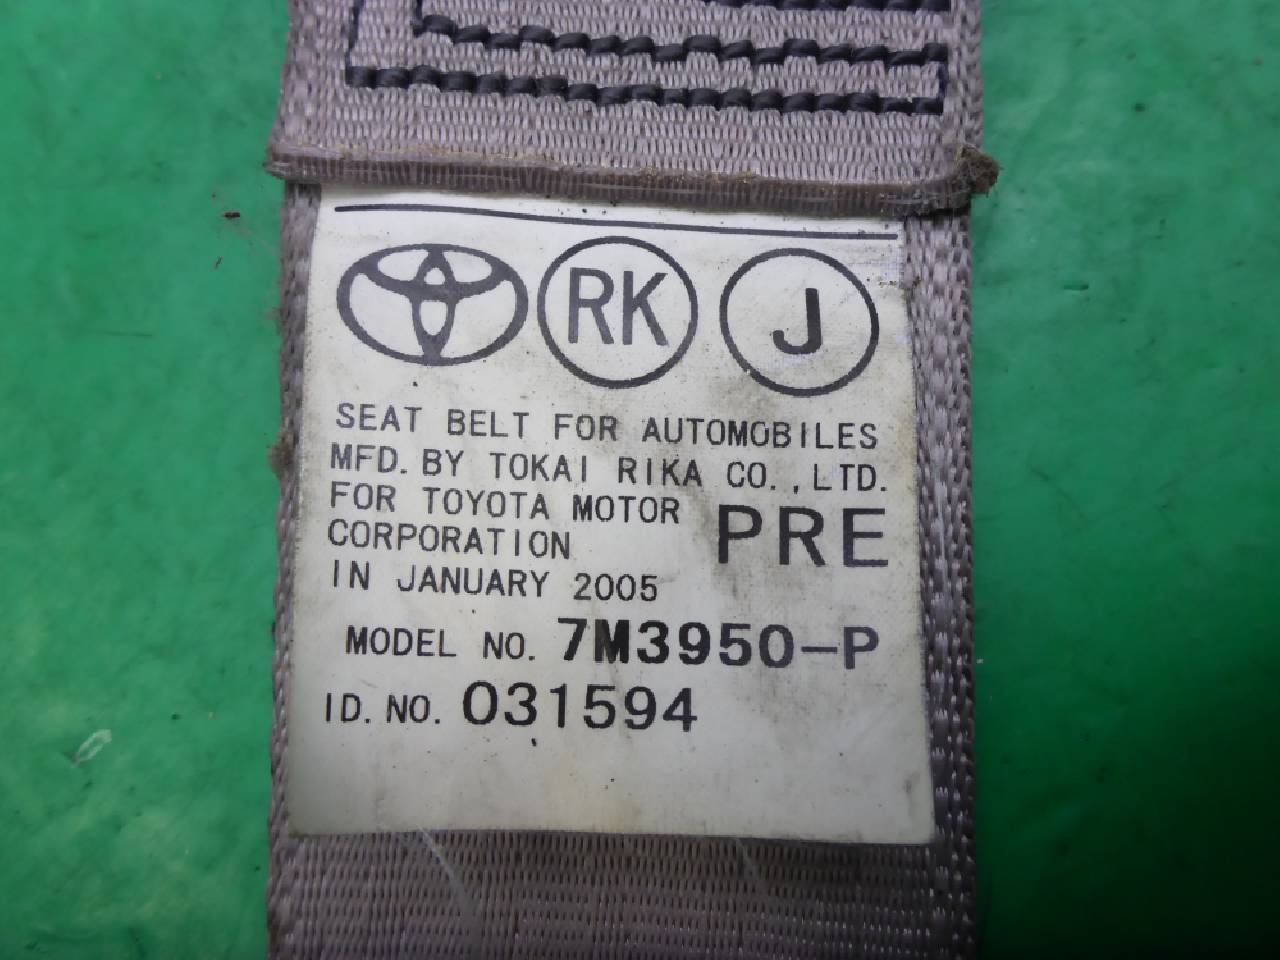 RK J
SEAT BELT FOR AUTOMOBILES
MFD. BY TOKAI RIKA CO., LTD.
FOR TOYOTA MOTOR
CORPORATION
PRE
IN JANUARY 2005
MODEL NO. 7M3950-P
ID. NO. 031594